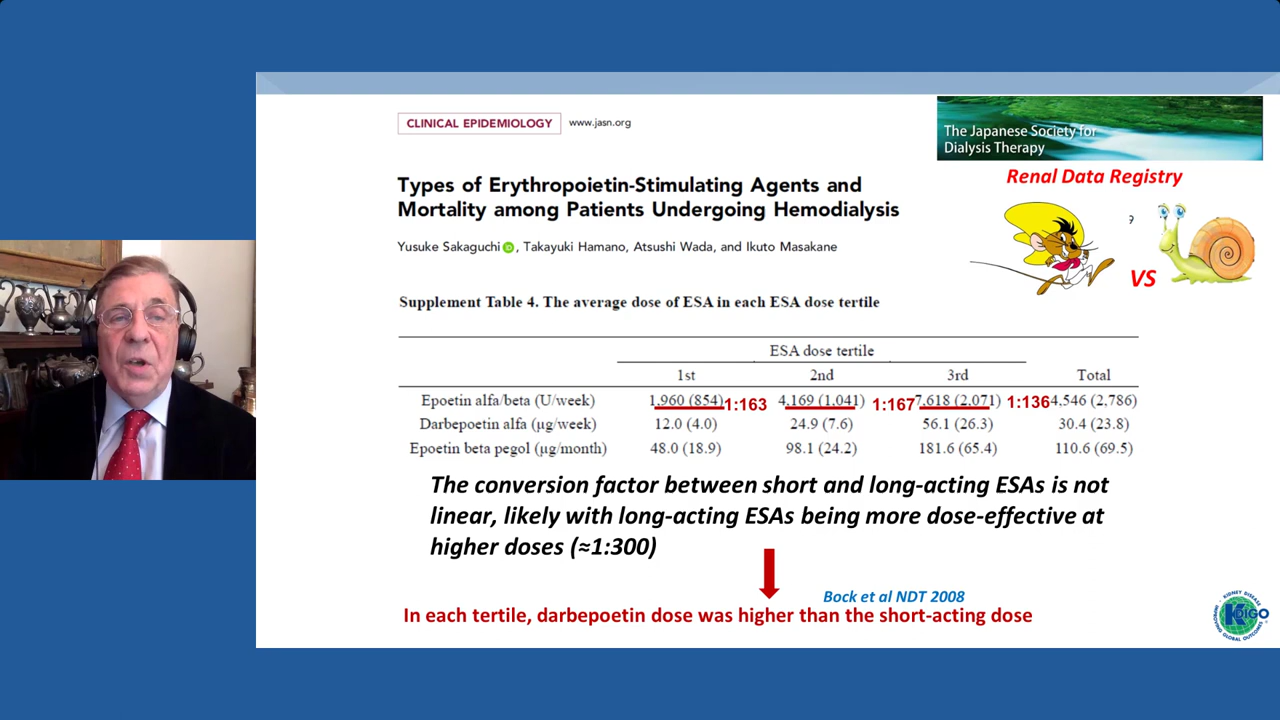 CLINICAL EPIDEMIOLOGY www.jasn.org
The Japanese Society for
Dialysis Therapy
Renal Data Registry
Types of Erythropoietin-Stimulating Agents and
Mortality among Patients Undergoing Hemodialysis
Yusuke Sakaguchi, Takayuki Hamano, Atsushi Wada, and Ikuto Masakane
VS
Supplement Table 4. The average dose of ESA in each ESA dose tertile
ESA dose tertile
1st 2nd 3rd Total
Epoetin alfa/beta (U/week) 1,960 (854) 1:163 4,169 (1,041) 1:167 7,618 (2,071) 1:136 4,546 (2,786)
Darbepoetin alfa (µg/week) 12.0 (4.0) 24.9 (7.6) 56.1 (26.3) 30.4 (23.8)
Epoetin beta pegol (µg/month) 48.0 (18.9) 98.1 (24.2) 181.6 (65.4) 110.6 (69.5)
The conversion factor between short and long-acting ESAs is not
linear, likely with long-acting ESAs being more dose-effective at
higher doses (≈1:300)
Bock et al NDT 2008
In each tertile, darbepoetin dose was higher than the short-acting dose
KIDNEY DISEASE
KDIGO
IMPROVING GLOBAL OUTCOMES